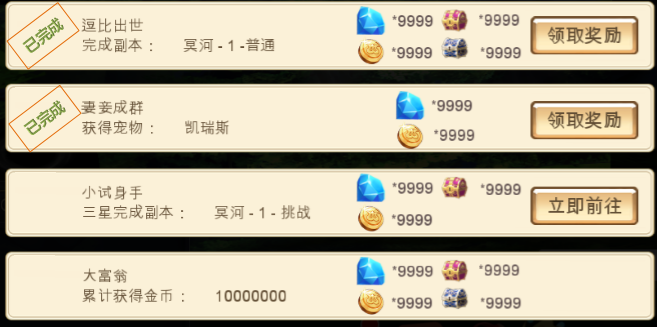 已完成
逗比出世
完成副本： 冥河 - 1 -普通
*9999 *9999
*9999 *9999
领取奖励
已完成
妻妾成群
获得宠物： 凯瑞斯
*9999
*9999
领取奖励
小试身手
三星完成副本： 冥河 - 1 - 挑战
*9999 *9999
*9999
立即前往
大富翁
累计获得金币： 10000000
*9999 *9999
*9999 *9999